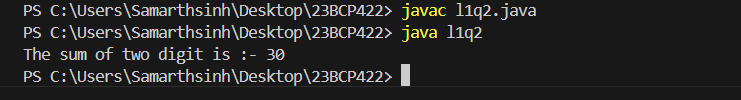 PS C:\Users\Samarthsinh\Desktop\23BCP422> javac l1q2.java
PS C:\Users\Samarthsinh\Desktop\23BCP422> java l1q2
The sum of two digit is :- 30
PS C:\Users\Samarthsinh\Desktop\23BCP422>